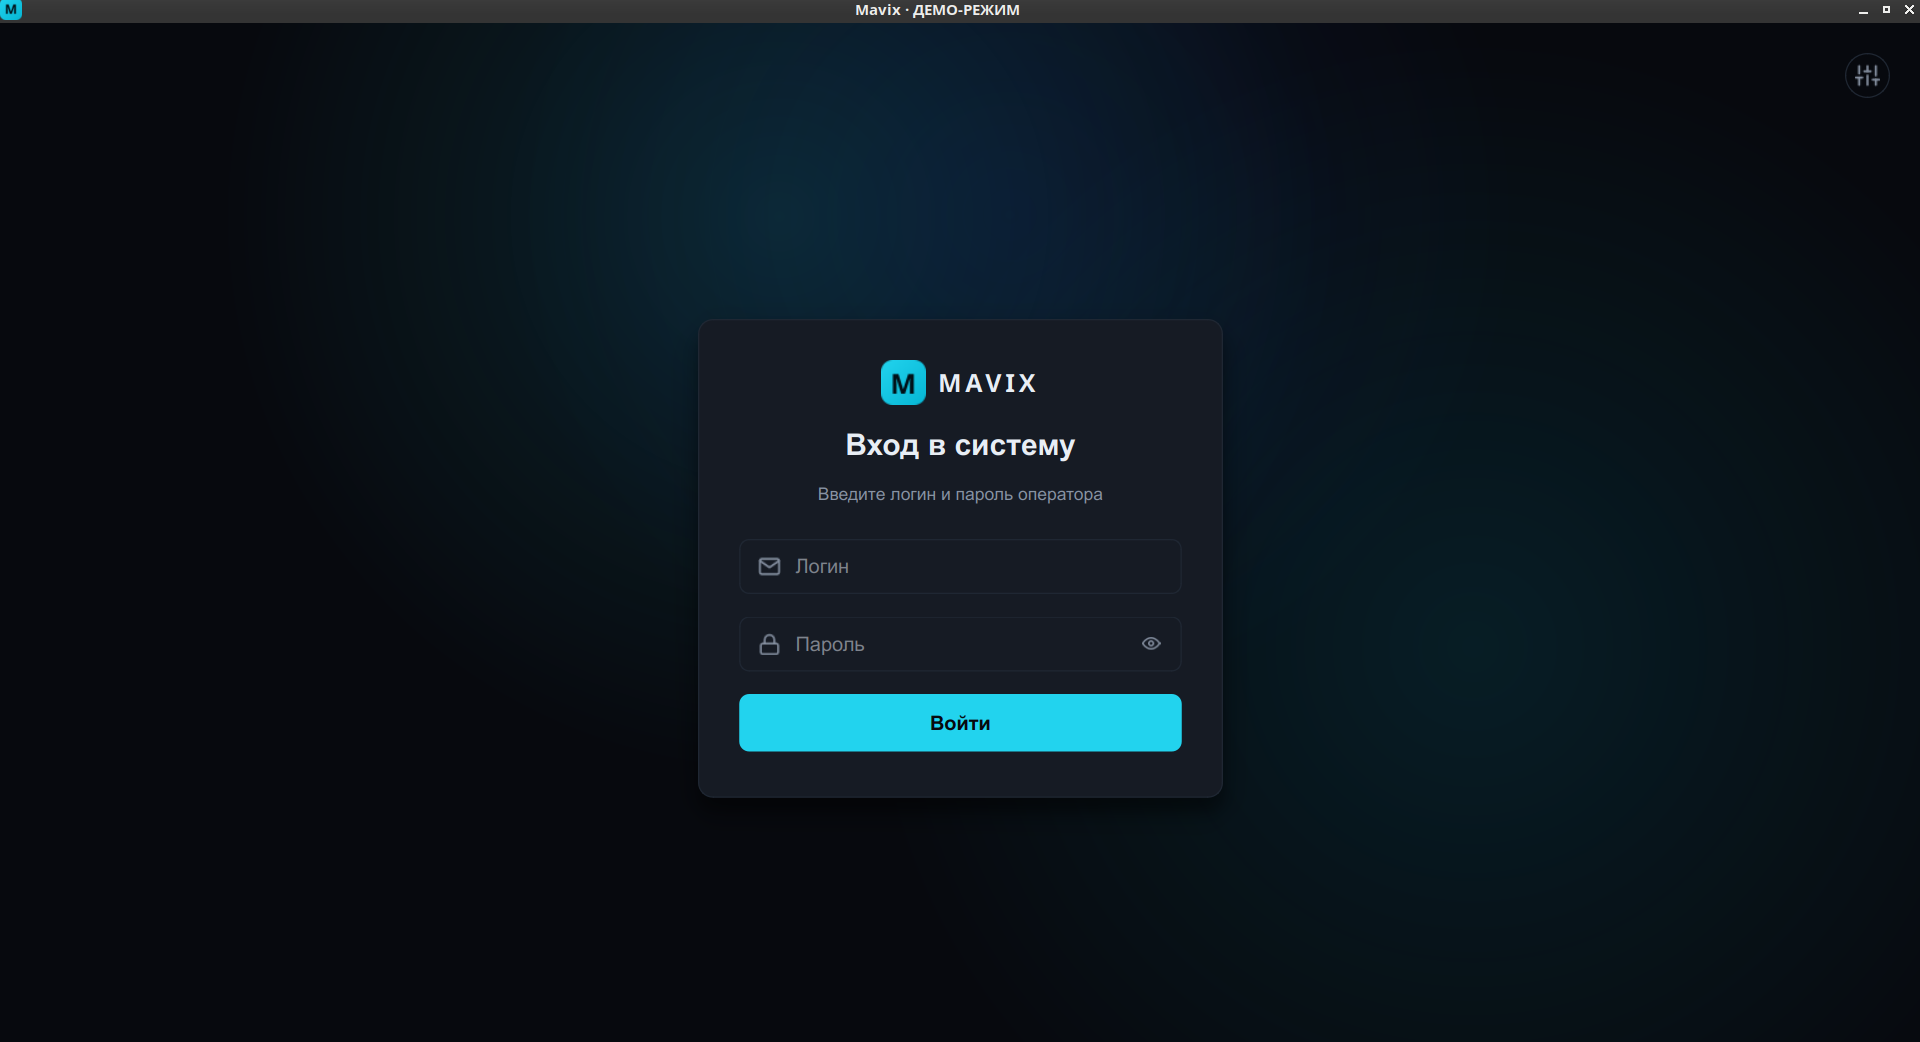 M
Mavix · ДЕМО-РЕЖИМ
M MAVIX
Вход в систему
Введите логин и пароль оператора
Логин
Пароль
Войти